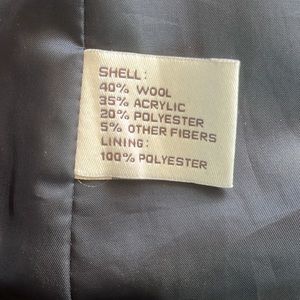 SHELL:
40% WOOL
35% ACRYLIC
20% POLYESTER
5% OTHER FIBERS
LINING:
100% POLYESTER